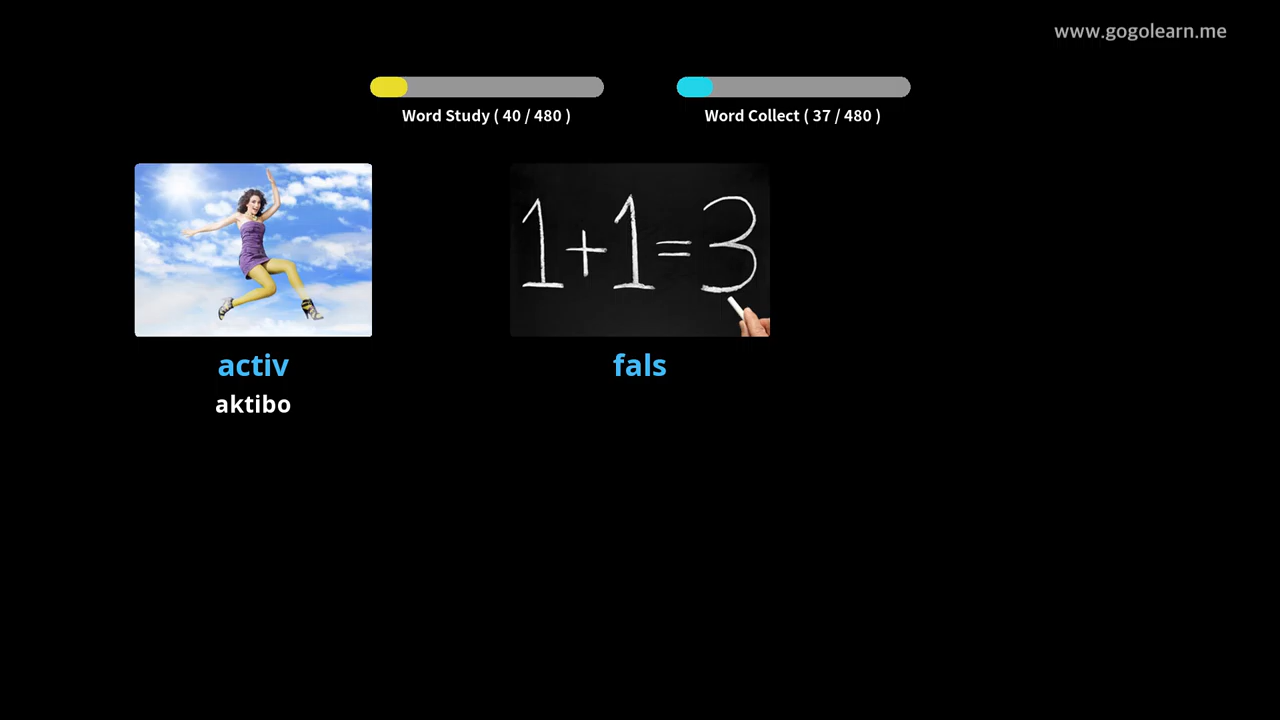 www.gogolearn.me
Word Study ( 40 / 480 )
Word Collect ( 37 / 480 )
1+1=3
activ
fals
aktibo